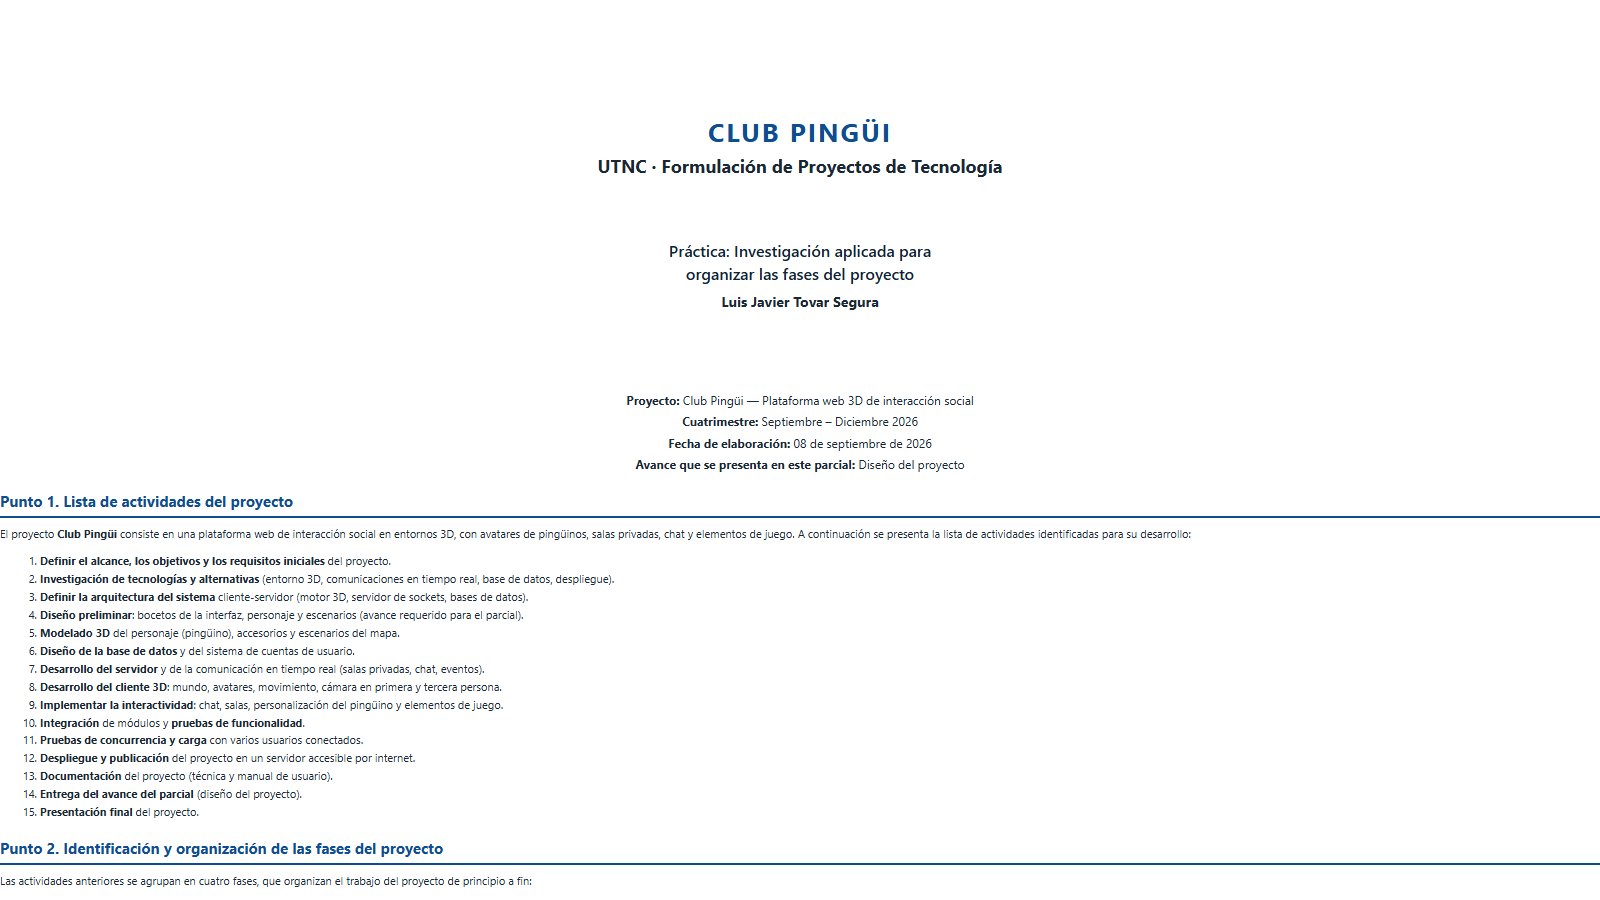 CLUB PINGÜI
UTNC · Formulación de Proyectos de Tecnología
Práctica: Investigación aplicada para
organizar las fases del proyecto
Luis Javier Tovar Segura
Proyecto: Club Pingüi — Plataforma web 3D de interacción social
Cuatrimestre: Septiembre – Diciembre 2026
Fecha de elaboración: 08 de septiembre de 2026
Avance que se presenta en este parcial: Diseño del proyecto
Punto 1. Lista de actividades del proyecto
El proyecto Club Pingüi consiste en una plataforma web de interacción social en entornos 3D, con avatares de pingüinos, salas privadas, chat y elementos de juego. A continuación se presenta la lista de actividades identificadas para su desarrollo:
1. Definir el alcance, los objetivos y los requisitos iniciales del proyecto.
2. Investigación de tecnologías y alternativas (entorno 3D, comunicaciones en tiempo real, base de datos, despliegue).
3. Definir la arquitectura del sistema cliente-servidor (motor 3D, servidor de sockets, bases de datos).
4. Diseño preliminar: bocetos de la interfaz, personaje y escenarios (avance requerido para el parcial).
5. Modelado 3D del personaje (pingüino), accesorios y escenarios del mapa.
6. Diseño de la base de datos y del sistema de cuentas de usuario.
7. Desarrollo del servidor y de la comunicación en tiempo real (salas privadas, chat, eventos).
8. Desarrollo del cliente 3D: mundo, avatares, movimiento, cámara en primera y tercera persona.
9. Implementar la interactividad: chat, salas, personalización del pingüino y elementos de juego.
10. Integración de módulos y pruebas de funcionalidad.
11. Pruebas de concurrencia y carga con varios usuarios conectados.
12. Despliegue y publicación del proyecto en un servidor accesible por internet.
13. Documentación del proyecto (técnica y manual de usuario).
14. Entrega del avance del parcial (diseño del proyecto).
15. Presentación final del proyecto.
Punto 2. Identificación y organización de las fases del proyecto
Las actividades anteriores se agrupan en cuatro fases, que organizan el trabajo del proyecto de principio a fin: